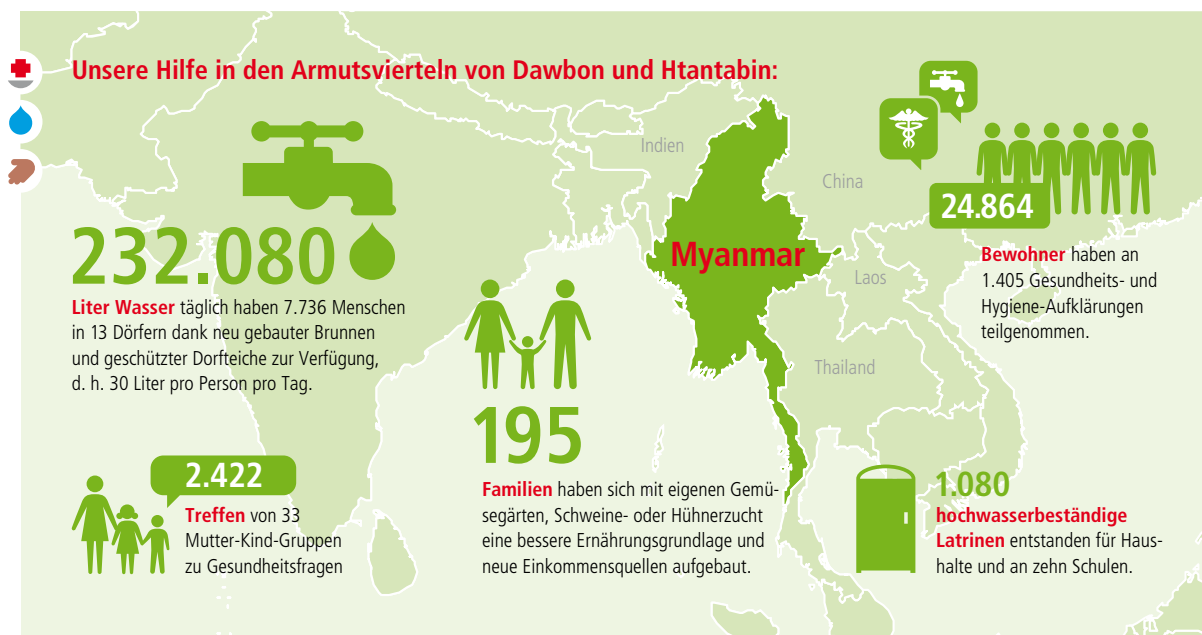 Unsere Hilfe in den Armutsvierteln von Dawbon und Htantabin:
232.080
Liter Wasser täglich haben 7.736 Menschen
in 13 Dörfern dank neu gebauter Brunnen
und geschützter Dorfteiche zur Verfügung,
d. h. 30 Liter pro Person pro Tag.
2.422
Treffen von 33
Mutter-Kind-Gruppen
zu Gesundheitsfragen
195
Familien haben sich mit eigenen Gemü-
segärten, Schweine- oder Hühnerzucht
eine bessere Ernährungsgrundlage und
neue Einkommensquellen aufgebaut.
Indien
China
Myanmar
Laos
Thailand
24.864
Bewohner haben an
1.405 Gesundheits- und
Hygiene-Aufklärungen
teilgenommen.
1.080
hochwasserbeständige
Latrinen entstanden für Haus-
halte und an zehn Schulen.